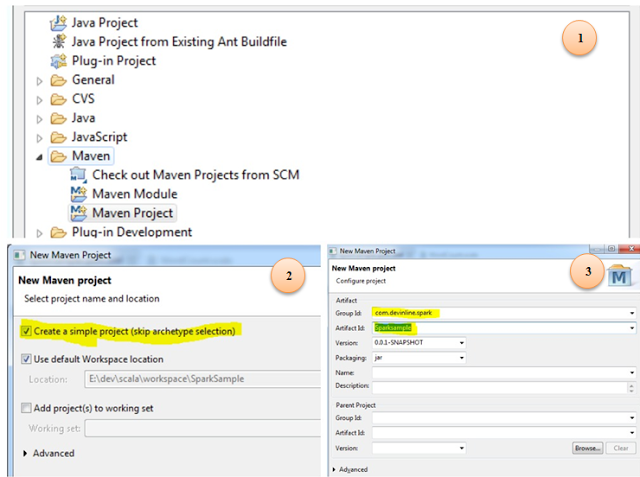 Java Project
Java Project from Existing Ant Buildfile
Plug-in Project
General
CVS
Java
JavaScript
Maven
Check out Maven Projects from SCM
Maven Module
Maven Project
Plug-in Development
1
New Maven Project
2
New Maven project
Select project name and location
Create a simple project (skip archetype selection)
Use default Workspace location
Location: E:\dev\scala\workspace\SparkSample
Add project(s) to working set
Working set:
Advanced
New Maven Project
3
New Maven project
Configure project
M
Artifact
Group Id: com.devinline.spark
Artifact Id: Sparksample
Version: 0.0.1-SNAPSHOT
Packaging: jar
Name:
Description:
Parent Project
Group Id:
Artifact Id:
Version:
Browse... Clear
Advanced